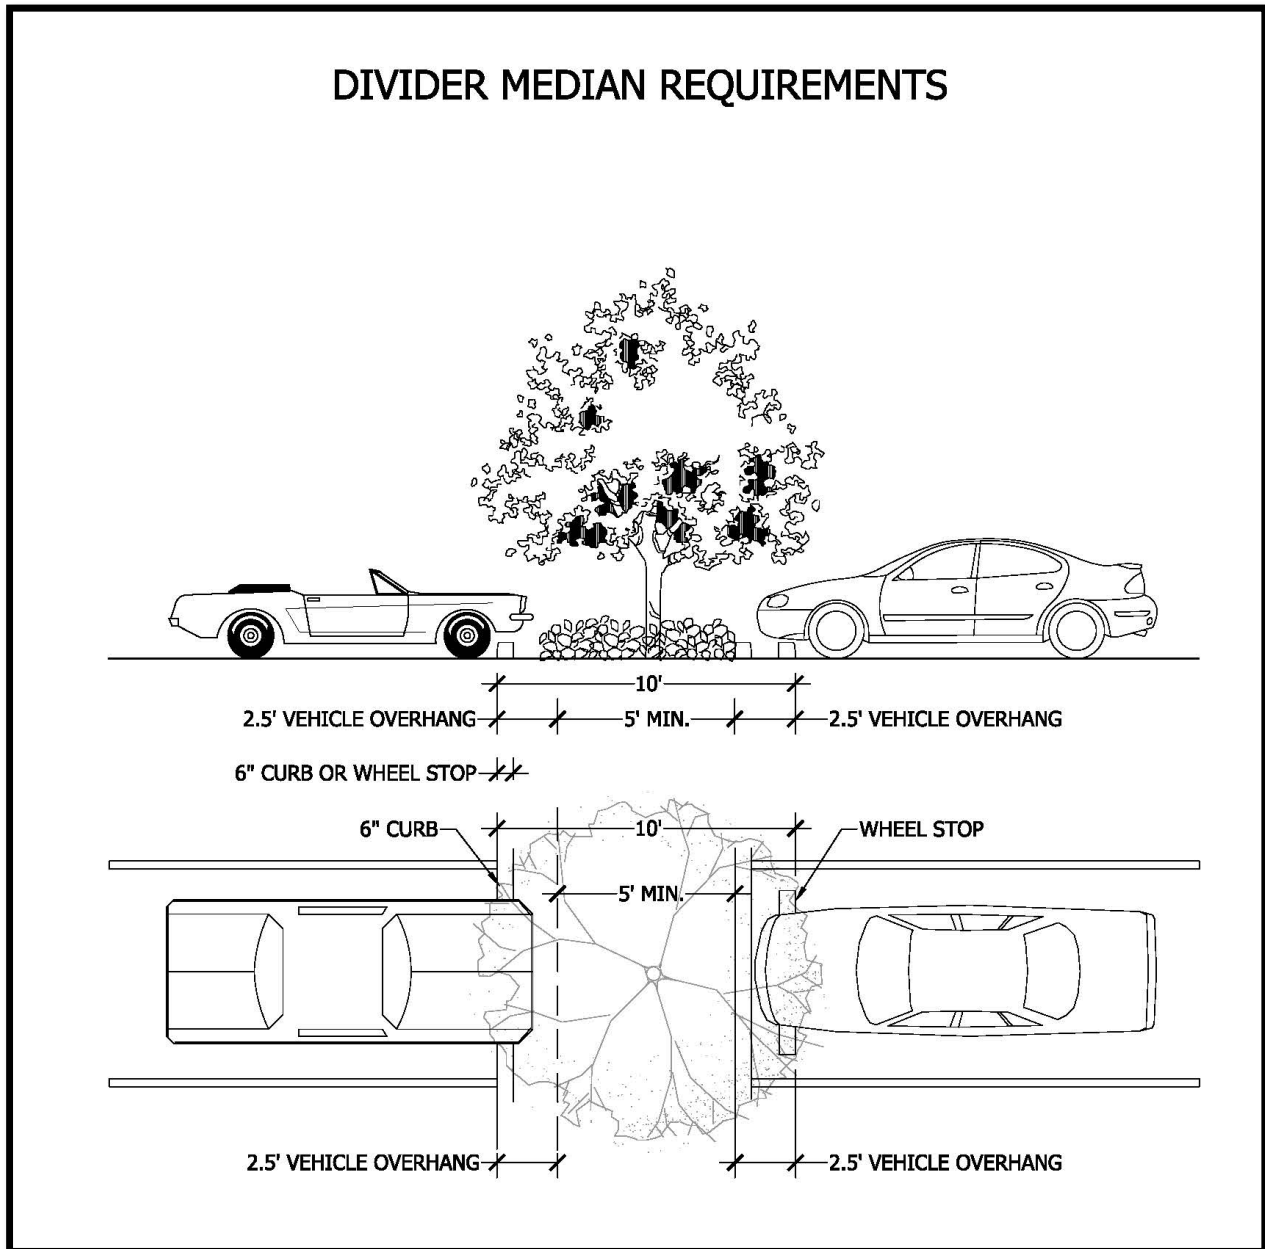 DIVIDER MEDIAN REQUIREMENTS
10'
2.5' VEHICLE OVERHANG
5' MIN.
2.5' VEHICLE OVERHANG
6" CURB OR WHEEL STOP
6" CURB
10'
WHEEL STOP
5' MIN.
2.5' VEHICLE OVERHANG
2.5' VEHICLE OVERHANG